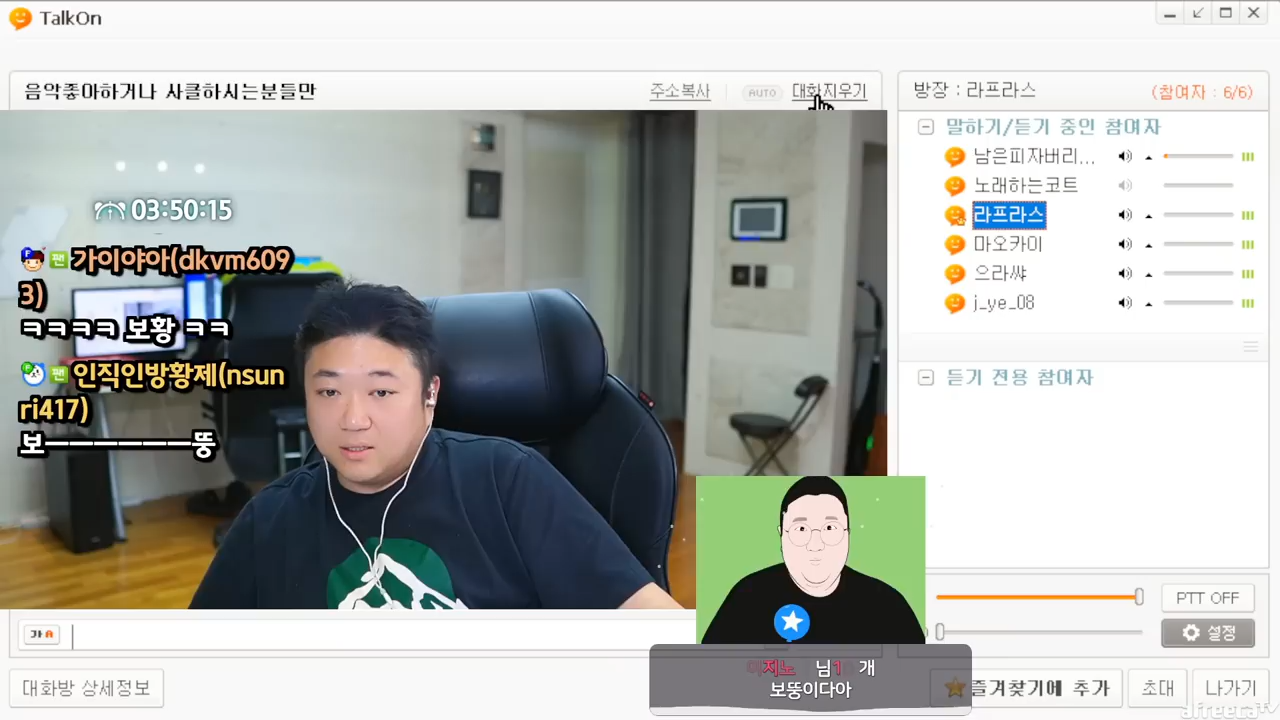 TalkOn
음악좋아하거나 사클하시는분들만
주소복사
AUTO
대화지우기
방장 : 라프라스
(참여자 : 6/6)
말하기/듣기 중인 참여자
남은피자버리...
노래하는코트
라프라스
마오카이
으라쌰
j_ye_08
듣기 전용 참여자
03:50:15
팬 가이야아(dkvm609
3)
ㅋㅋㅋㅋ 보황 ㅋㅋ
팬 인직인방황제(nsun
ri417)
보ㅡㅡㅡㅡㅡㅡ뚱
PTT OFF
설정
가A
님1 개
보뚱이다아
대화방 상세정보
즐겨찾기에 추가
초대
나가기
afreecaTV